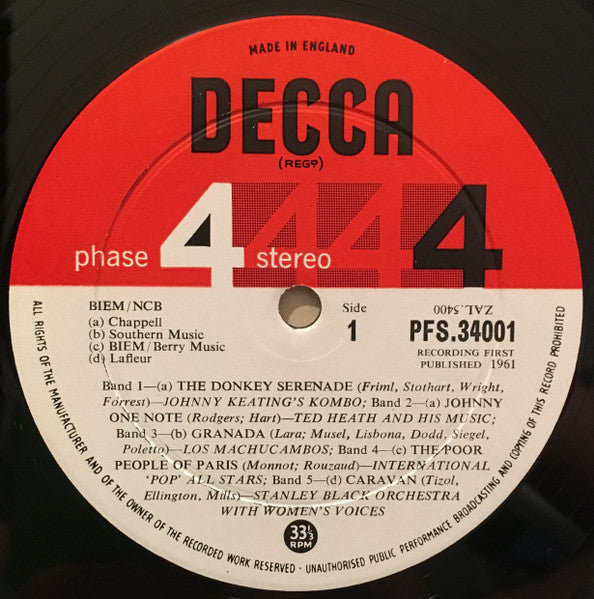 MADE IN ENGLAND
DECCA
(REGD)
phase 4 stereo 4 4 4
BIEM/NCB
(a) Chappell
(b) Southern Music
(c) BIEM/Berry Music
(d) Lafleur
Side
1
ZAL.5400
PFS.34001
RECORDING FIRST
PUBLISHED 1961
Band 1—(a) THE DONKEY SERENADE (Friml, Stothart, Wright,
Forrest)—JOHNNY KEATING'S KOMBO; Band 2—(a) JOHNNY
ONE NOTE (Rodgers; Hart)—TED HEATH AND HIS MUSIC;
Band 3—(b) GRANADA (Lara; Musel, Lisbona, Dodd, Siegel,
Poletto)—LOS MACHUCAMBOS; Band 4—(c) THE POOR
PEOPLE OF PARIS (Monnot; Rouzaud)—INTERNATIONAL
'POP' ALL STARS; Band 5—(d) CARAVAN (Tizol,
Ellington, Mills)—STANLEY BLACK ORCHESTRA
WITH WOMEN'S VOICES
33 1/3
RPM
ALL RIGHTS OF THE MANUFACTURER AND OF THE OWNER OF THE RECORDED WORK RESERVED · UNAUTHORISED PUBLIC PERFORMANCE BROADCASTING AND COPYING OF THIS RECORD PROHIBITED